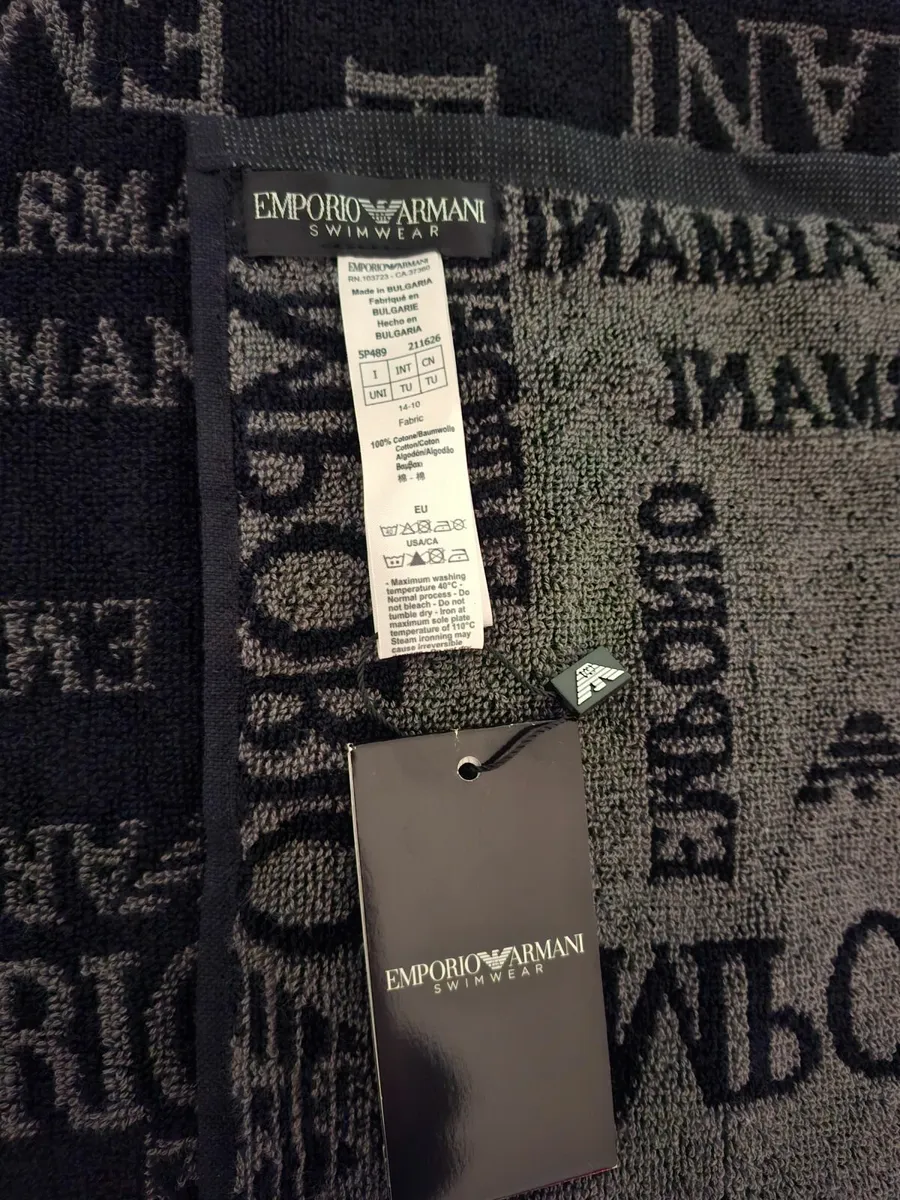 EMPORIO ARMANI
SWIMWEAR
EMPORIO ARMANI
RN.103723 - CA.37360
Made in BULGARIA
Fabriqué en
BULGARIE
Hecho en
BULGARIA
5P489 211626
I INT CN
UNI TU TU
14-10
Fabric
100% Cotone/Baumwolle
Cotton/Coton
Algodón/Algodão
棉 - 棉
EU
USA/CA
- Maximum washing
temperature 40°C -
Normal process - Do
not bleach - Do not
tumble dry - Iron at
maximum sole plate
temperature of 110°C
Steam ironning may
cause irreversible
EMPORIO
EMPORIO ARMANI
SWIMWEAR